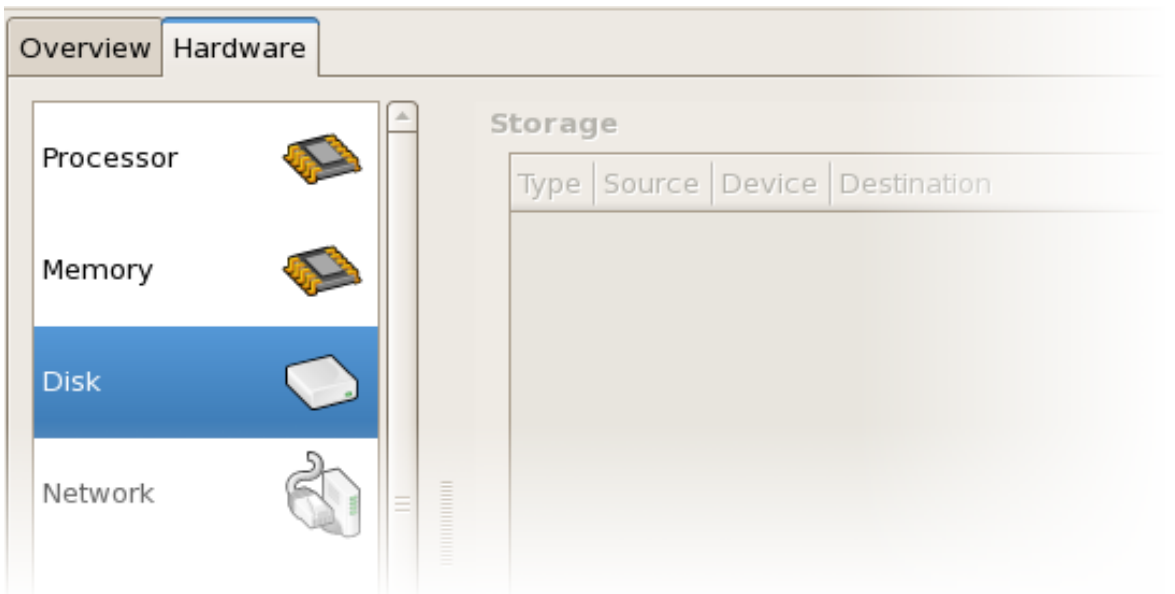 Overview Hardware
Processor
Memory
Disk
Network
Storage
Type Source Device Destination